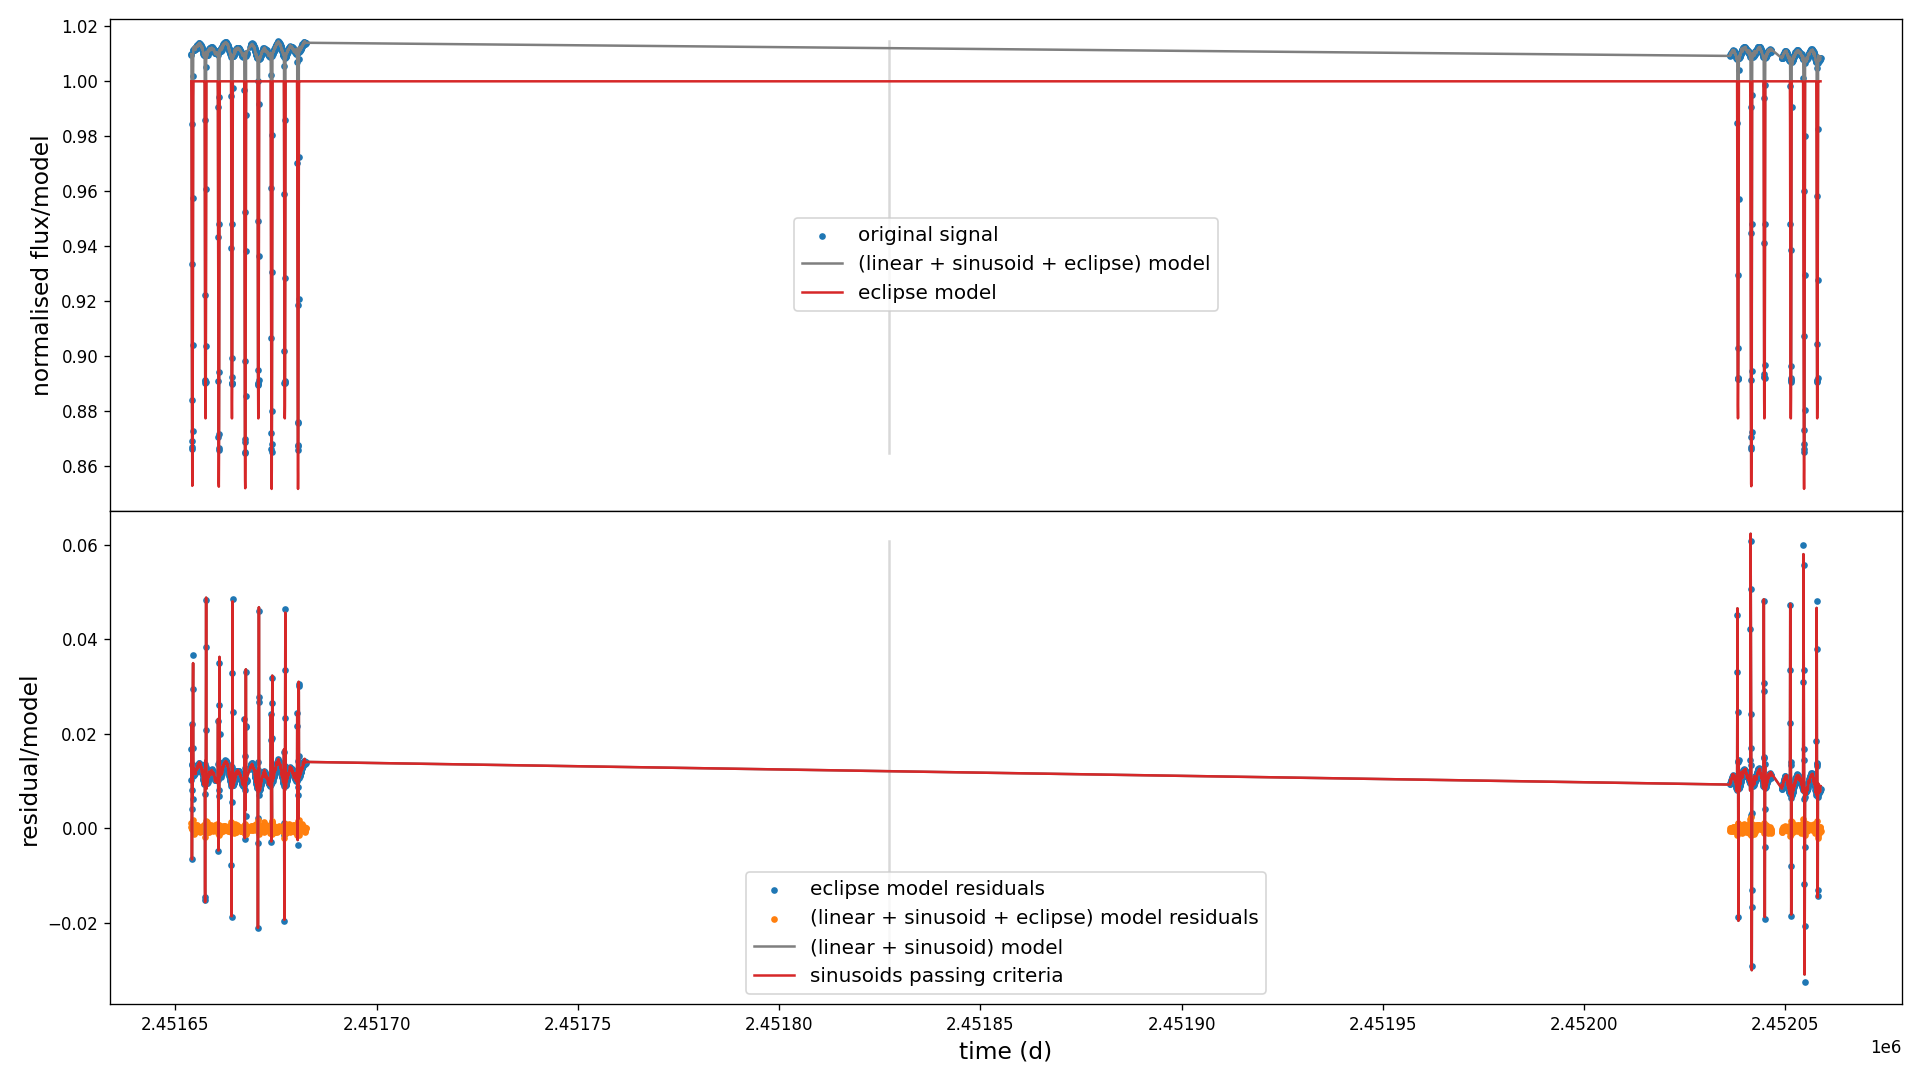 normalised flux/model
1.02
1.00
0.98
0.96
0.94
0.92
0.90
0.88
0.86
original signal
(linear + sinusoid + eclipse) model
eclipse model
residual/model
0.06
0.04
0.02
0.00
−0.02
eclipse model residuals
(linear + sinusoid + eclipse) model residuals
(linear + sinusoid) model
sinusoids passing criteria
2.45165 2.45170 2.45175 2.45180 2.45185 2.45190 2.45195 2.45200 2.45205
1e6
time (d)